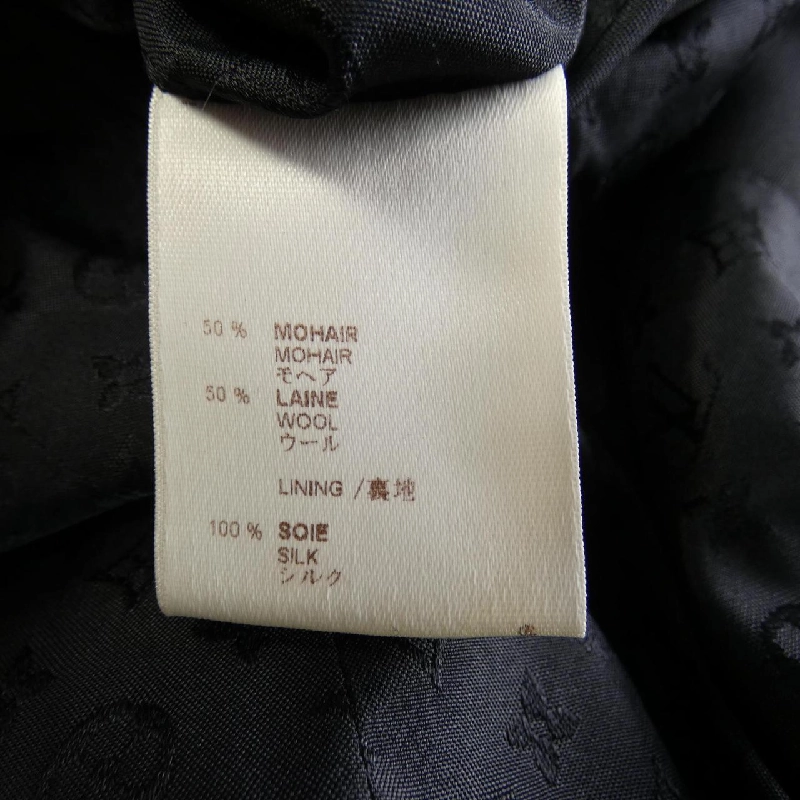 50 % MOHAIR
MOHAIR
モヘア
50 % LAINE
WOOL
ウール
LINING /裏地
100 % SOIE
SILK
シルク